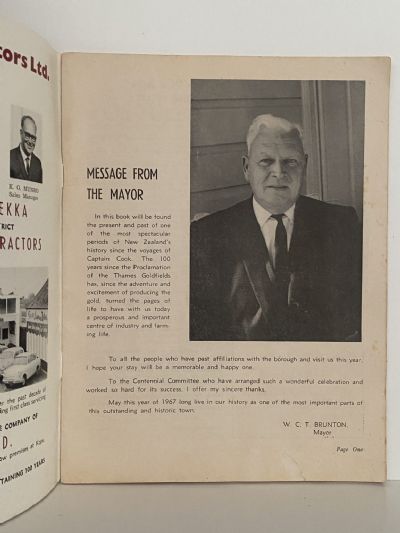 tors Ltd.
K. G. MUNRO
Sales Manager
EKKA
TRICT
RACTORS
r the past decade of
ing first class servicing
E COMPANY OF
D.
ow premise at Kopu
TAINING 100 YEARS
MESSAGE FROM
THE MAYOR
In this book will be found
the present and past of one
of the most spectacular
periods of New Zealand's
history since the voyages of
Captain Cook. The 100
years since the Proclamation
of the Thames Goldfields
has, since the adventure and
excitement of producing the
gold, turned the pages of
life to have with us today
a prosperous and important
centre of industry and farm-
ing life.
To all the people who have past affiliations with the borough and visit us this year,
I hope your stay will be a memorable and happy one.
To the Centennial Committee who have arranged such a wonderful celebration and
worked so hard for its success, I offer my sincere thanks.
May this year of 1967 long live in our history as one of the most important parts of
this outstanding and historic town.
W. C. T. BRUNTON,
Mayor
Page One